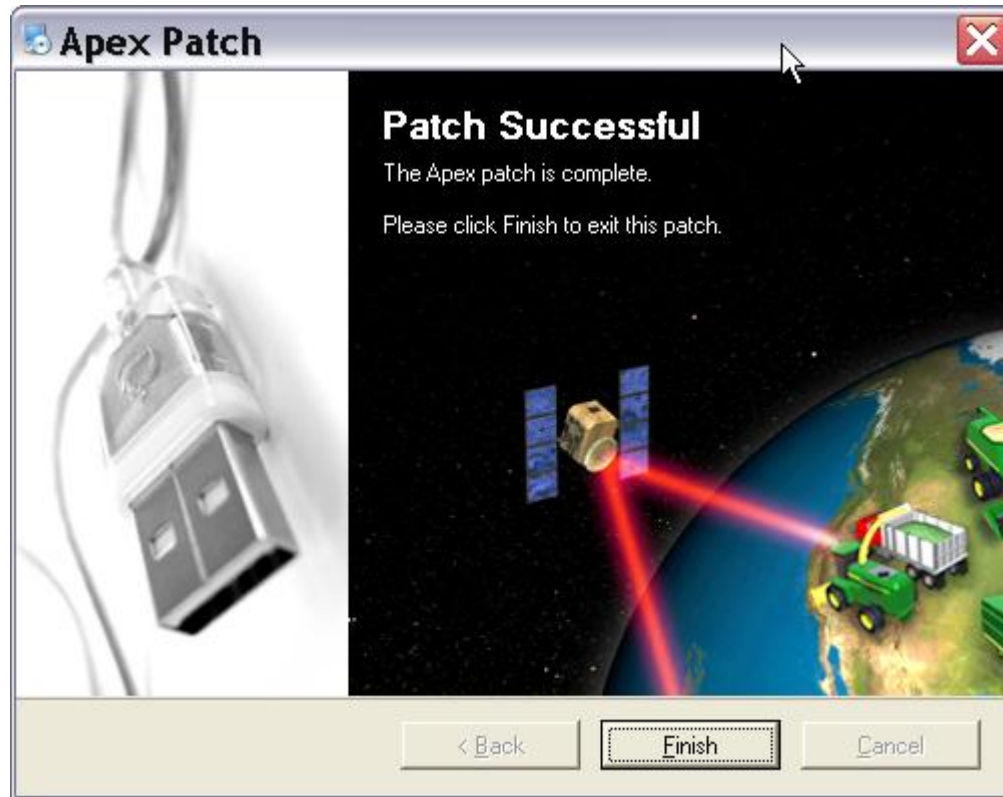 Apex Patch
Patch Successful
The Apex patch is complete.
Please click Finish to exit this patch.
< Back
Finish
Cancel